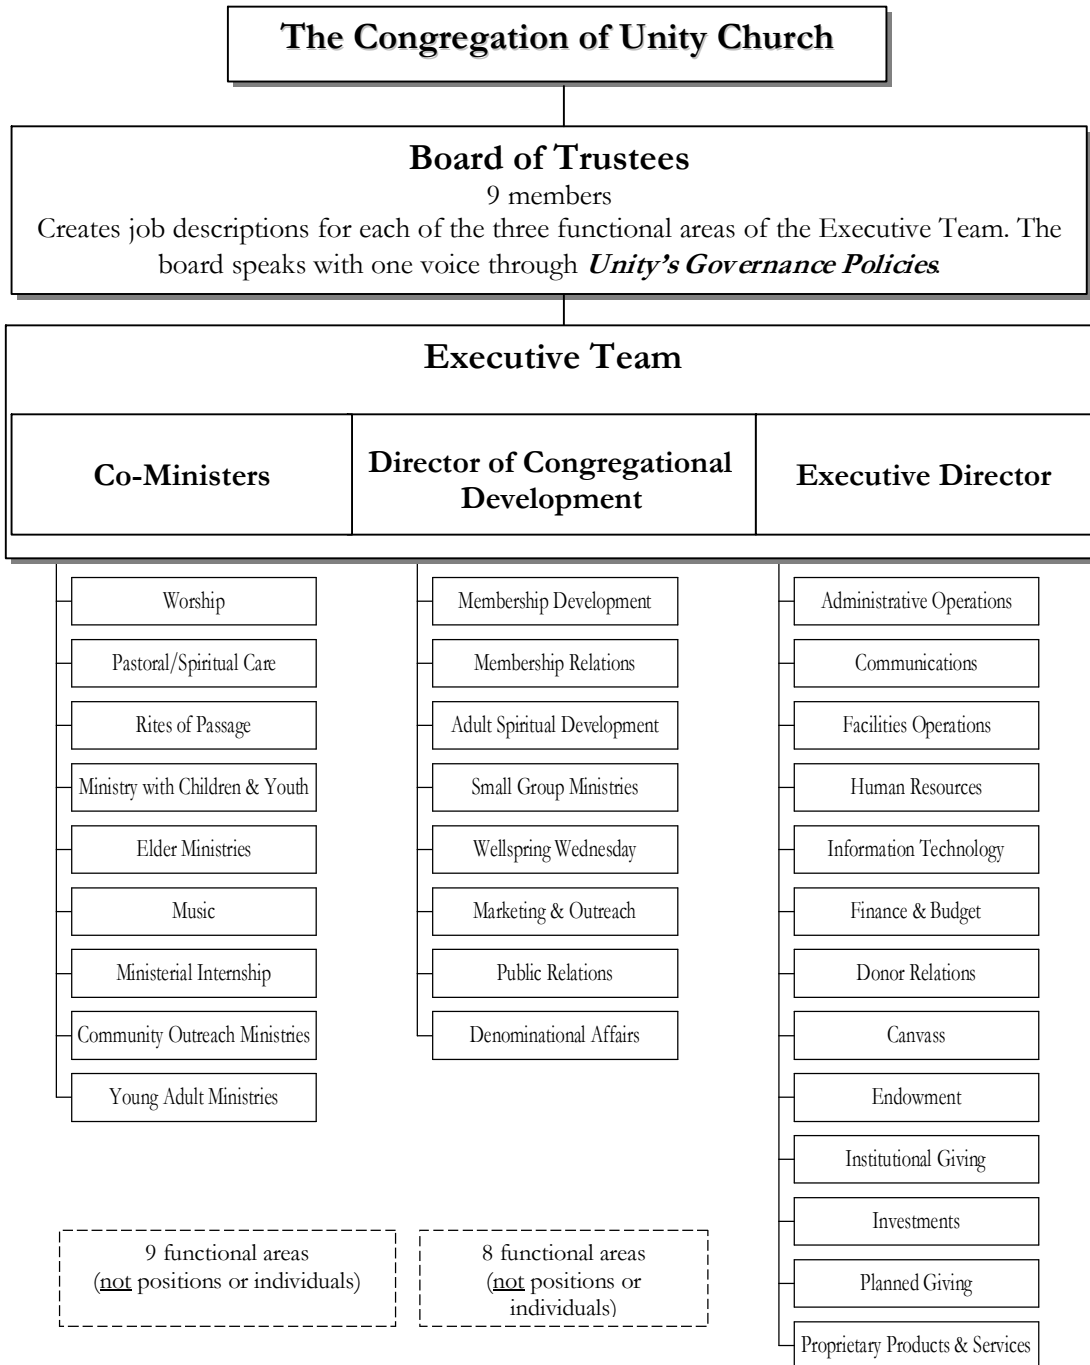 The Congregation of Unity Church
Board of Trustees
9 members
Creates job descriptions for each of the three functional areas of the Executive Team. The
board speaks with one voice through Unity's Governance Policies.
Executive Team
Co-Ministers
Director of Congregational
Development
Executive Director
Worship
Pastoral/Spiritual Care
Rites of Passage
Ministry with Children & Youth
Elder Ministries
Music
Ministerial Internship
Community Outreach Ministries
Young Adult Ministries
9 functional areas
(not positions or individuals)
Membership Development
Membership Relations
Adult Spiritual Development
Small Group Ministries
Wellspring Wednesday
Marketing & Outreach
Public Relations
Denominational Affairs
8 functional areas
(not positions or
individuals)
Administrative Operations
Communications
Facilities Operations
Human Resources
Information Technology
Finance & Budget
Donor Relations
Canvass
Endowment
Institutional Giving
Investments
Planned Giving
Proprietary Products & Services